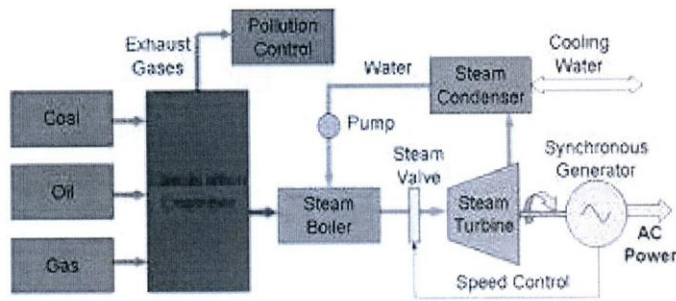 Pollution
Control
Exhaust
Gases
Cooling
Water
Water
Steam
Condenser
Coal
Pump
Steam
Valve
Synchronous
Generator
Oil
Steam
Boiler
Steam
Turbine
Gas
AC
Power
Speed Control